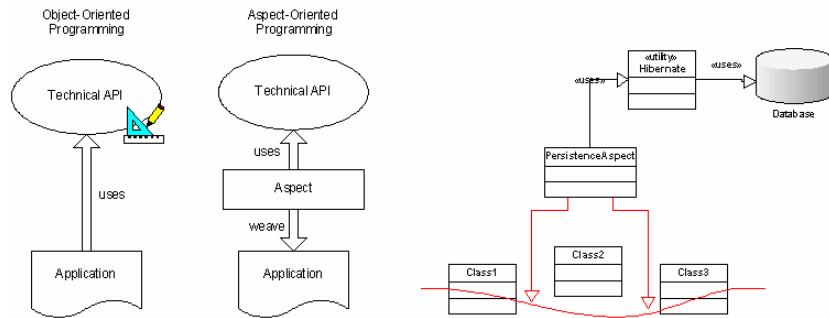 Object-Oriented
Programming
Technical API
uses
Application
Aspect-Oriented
Programming
Technical API
uses
Aspect
weave
Application
«utility»
Hibernate
«uses»
«uses»
Database
PersistenceAspect
Class1
Class2
Class3